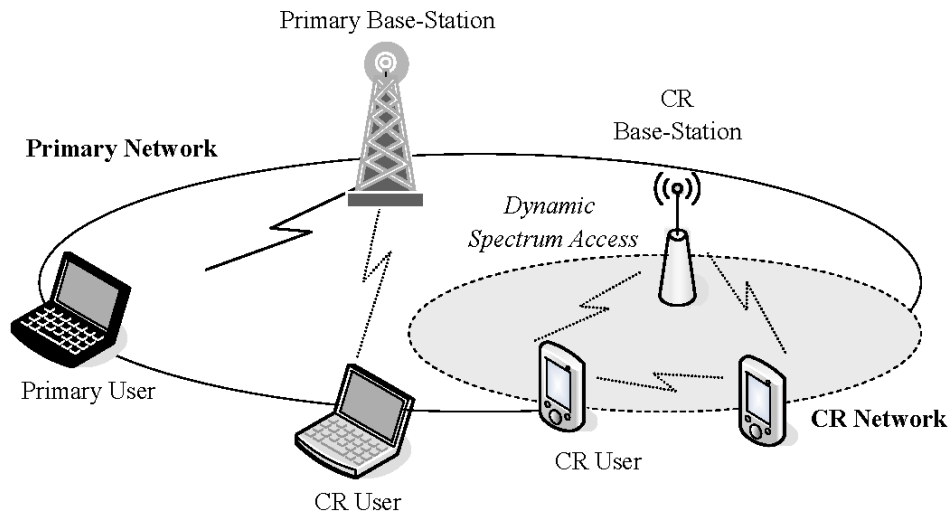 Primary Base-Station
CR
Base-Station
Primary Network
Dynamic
Spectrum Access
Primary User
CR User
CR User
CR Network